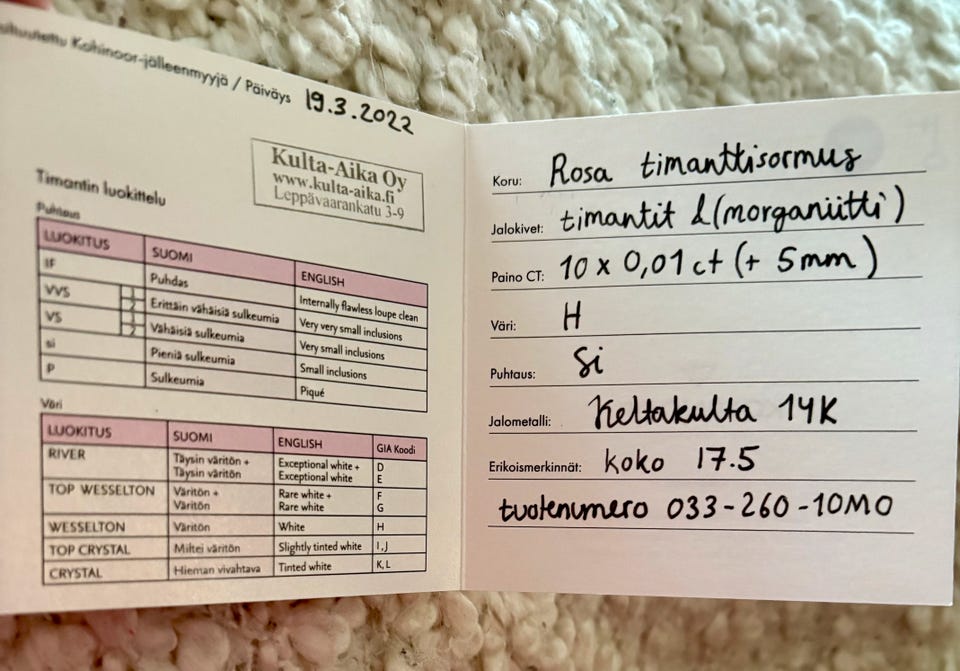 Kohinoor-jälleenmyyjä / Päiväys 19.3.2022
Kulta-Aika Oy
www.kulta-aika.fi
Leppävaarankatu 3-9
Timantin luokittelu
Puhtaus
LUOKITUS SUOMI ENGLISH
IF Puhdas Internally flawless loupe clean
VVS 1 2 Erittäin vähäisiä sulkeumia Very very small inclusions
VS 1 2 Vähäisiä sulkeumia Very small inclusions
si Pieniä sulkeumia Small inclusions
P Sulkeumia Piqué
Väri
LUOKITUS SUOMI ENGLISH GIA Koodi
RIVER Täysin väritön + Exceptional white + D
Täysin väritön Exceptional white E
TOP WESSELTON Väritön + Rare white + F
Väritön Rare white G
WESSELTON Väritön White H
TOP CRYSTAL Miltei väritön Slightly tinted white I, J
CRYSTAL Hieman vivahtava Tinted white K, L
Koru: Rosa timanttisormus
Jalokivet: timantit & (morganiitti)
Paino CT: 10 x 0,01 ct (+ 5mm)
Väri: H
Puhtaus: Si
Jalometalli: Keltakulta 14K
Erikoismerkinnät: koko 17.5
tuotenumero 033-260-10MO